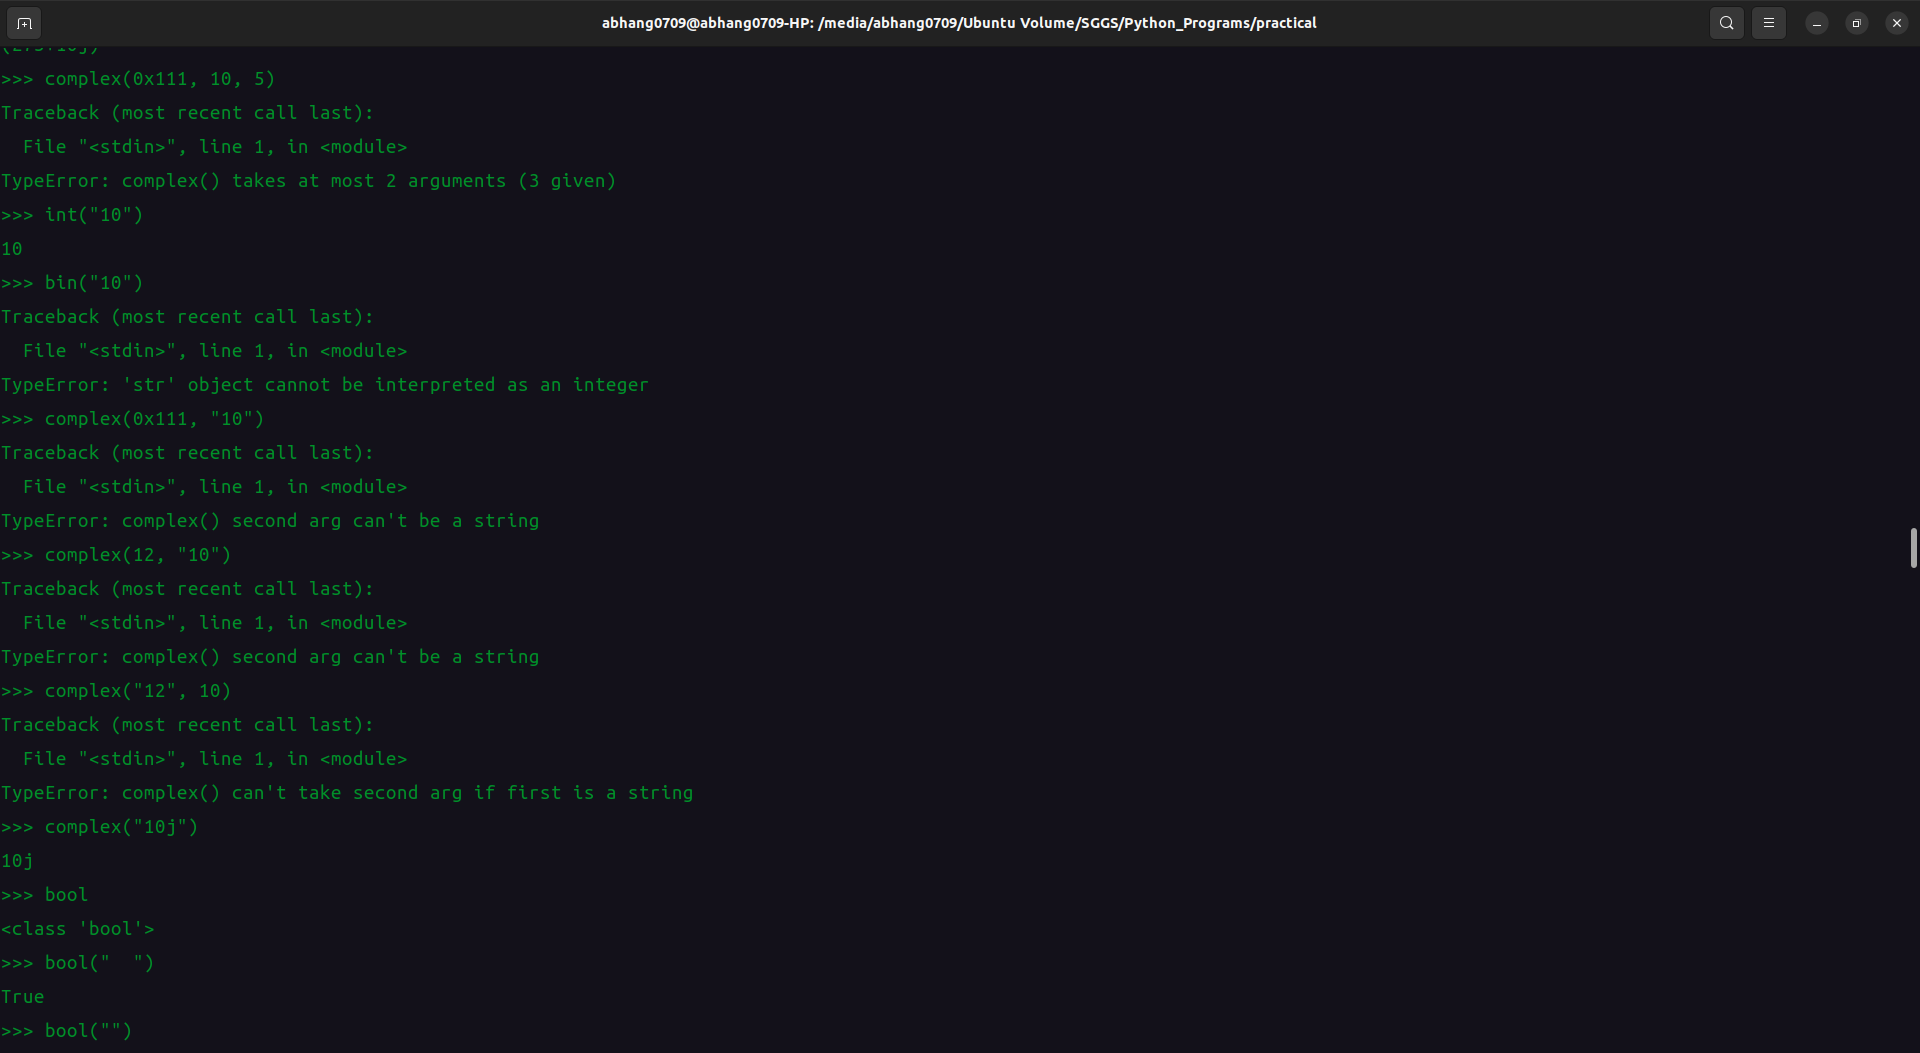 abhang0709@abhang0709-HP: /media/abhang0709/Ubuntu Volume/SGGS/Python_Programs/practical
(273+10j)
>>> complex(0x111, 10, 5)
Traceback (most recent call last):
  File "<stdin>", line 1, in <module>
TypeError: complex() takes at most 2 arguments (3 given)
>>> int("10")
10
>>> bin("10")
Traceback (most recent call last):
  File "<stdin>", line 1, in <module>
TypeError: 'str' object cannot be interpreted as an integer
>>> complex(0x111, "10")
Traceback (most recent call last):
  File "<stdin>", line 1, in <module>
TypeError: complex() second arg can't be a string
>>> complex(12, "10")
Traceback (most recent call last):
  File "<stdin>", line 1, in <module>
TypeError: complex() second arg can't be a string
>>> complex("12", 10)
Traceback (most recent call last):
  File "<stdin>", line 1, in <module>
TypeError: complex() can't take second arg if first is a string
>>> complex("10j")
10j
>>> bool
<class 'bool'>
>>> bool("  ")
True
>>> bool("")